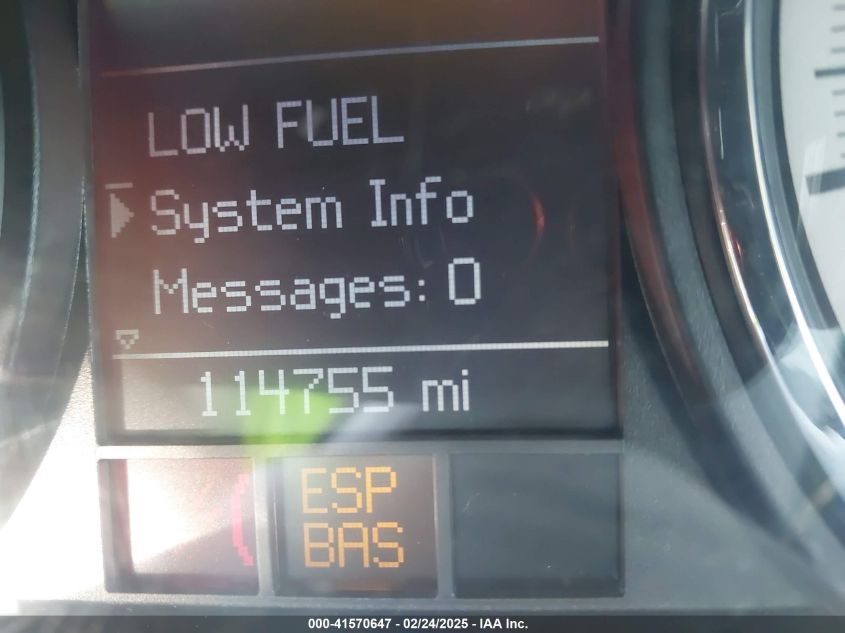 LOW FUEL
System Info
Messages: 0
114755 mi
ESP
BAS
000-41570647 - 02/24/2025 - IAA Inc.